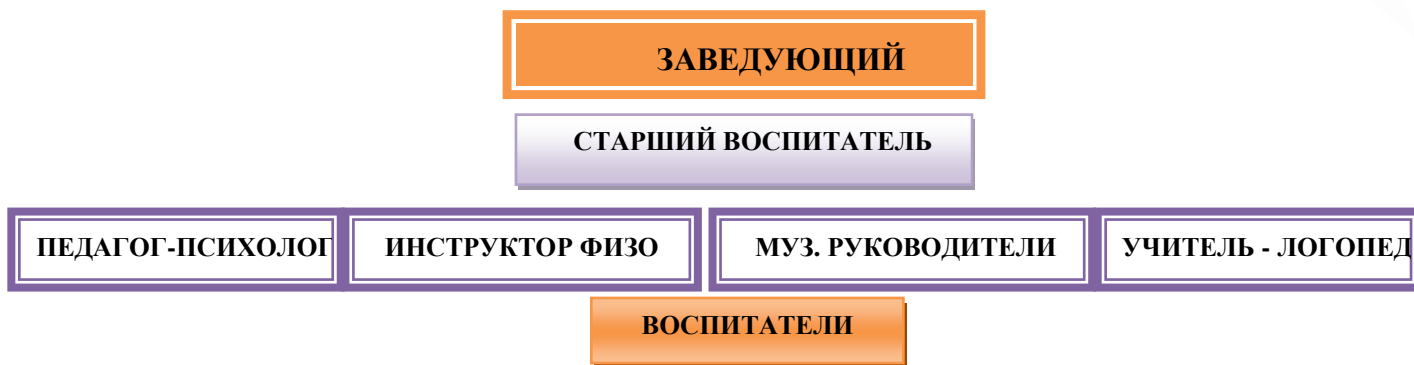 ЗАВЕДУЮЩИЙ
СТАРШИЙ ВОСПИТАТЕЛЬ
ПЕДАГОГ-ПСИХОЛОГ
ИНСТРУКТОР ФИЗО
МУЗ. РУКОВОДИТЕЛИ
УЧИТЕЛЬ - ЛОГОПЕД
ВОСПИТАТЕЛИ